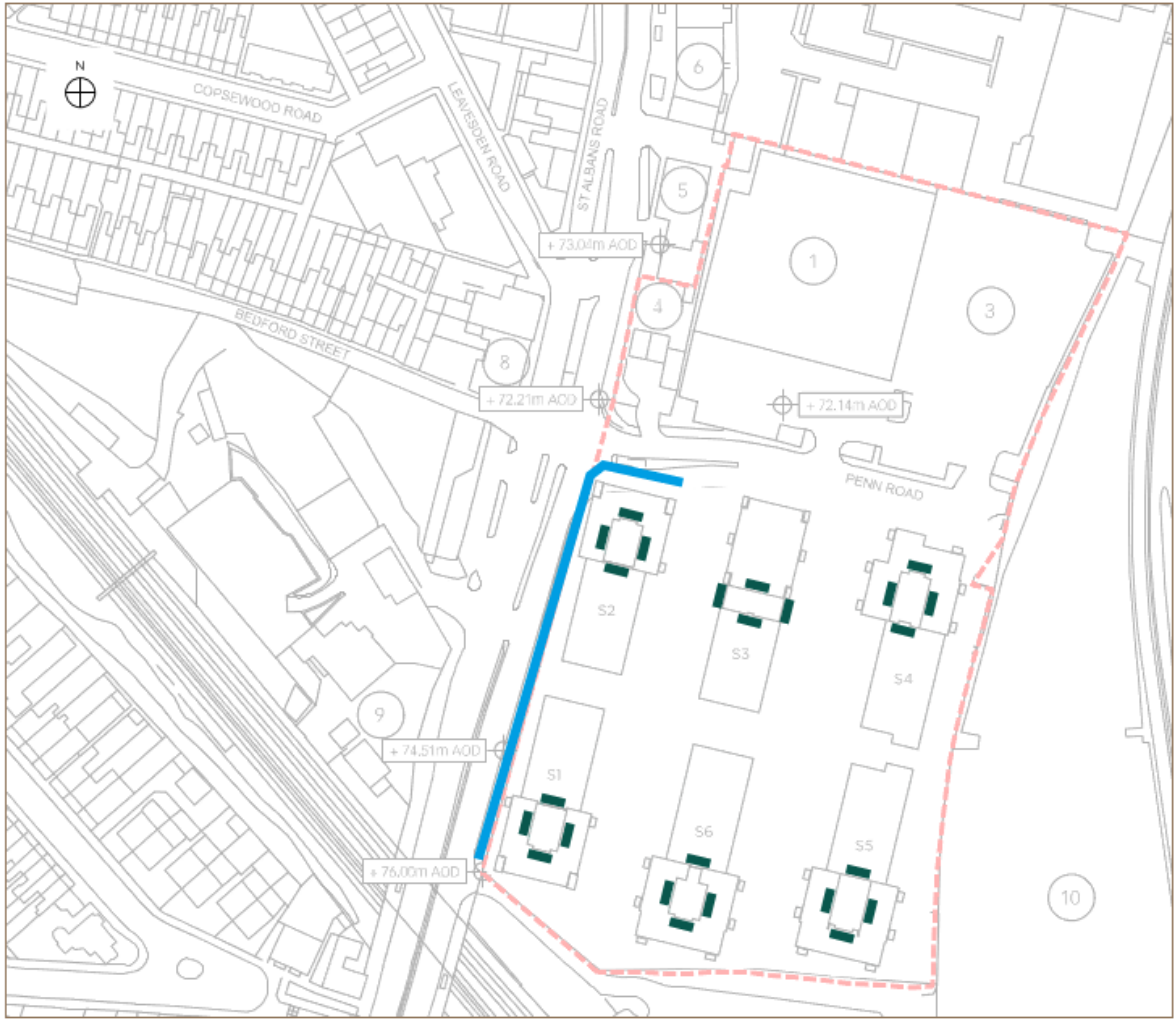 N
COPSEWOOD ROAD
LEAVESDEN ROAD
ST ALBANS ROAD
6
5
+ 73.04m AOD
1
4
3
BEDFORD STREET
8
+ 72.21m AOD
+ 72.14m AOD
PENN ROAD
S2
S3
S4
9
+ 74.51m AOD
S1
S6
S5
+ 76.00m AOD
10